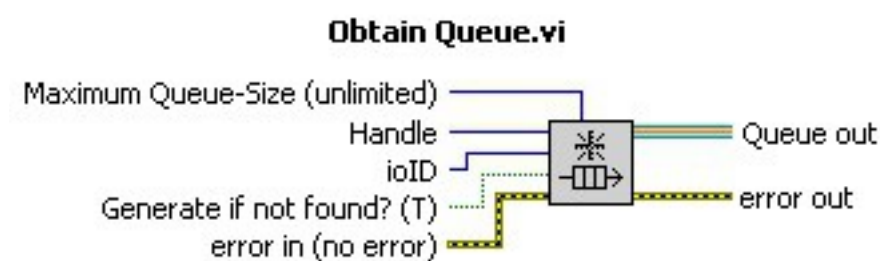 Obtain Queue.vi
Maximum Queue-Size (unlimited)
Handle
Queue out
ioID
Generate if not found? (T)
error out
error in (no error)